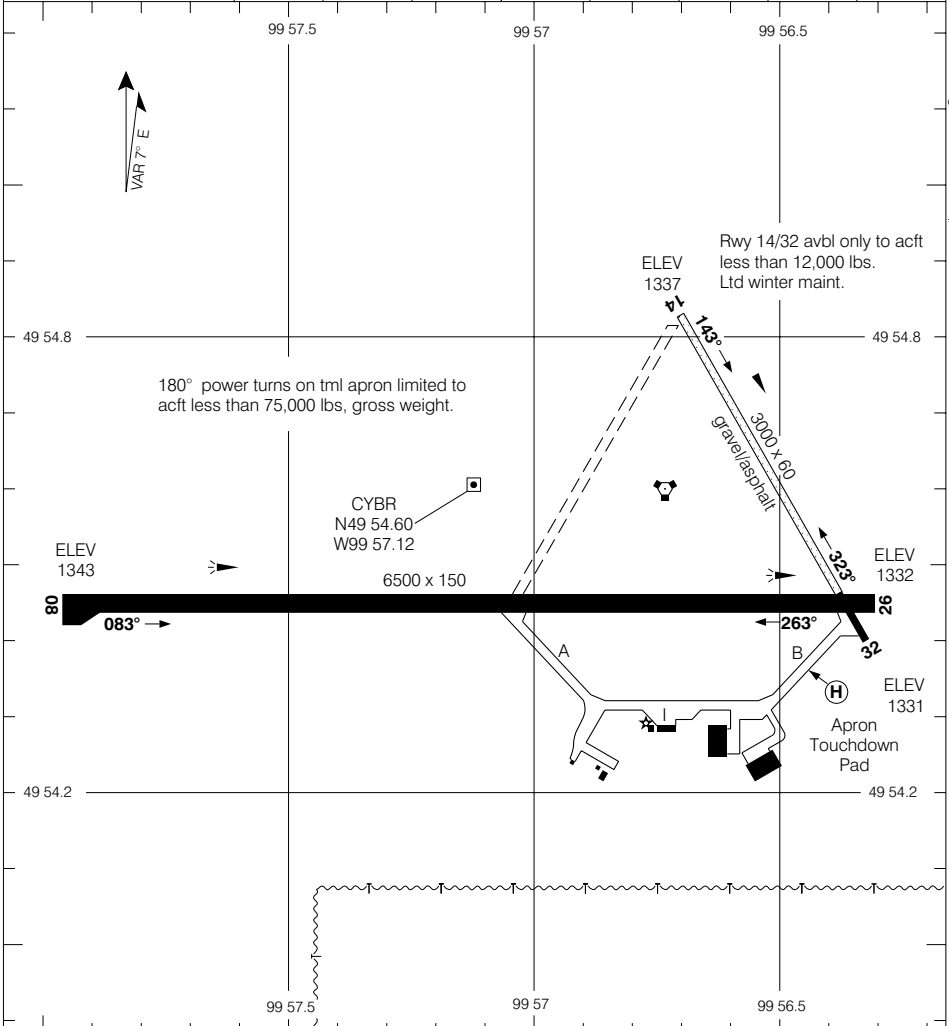 99 57.5
99 57
99 56.5
VAR 7° E
Rwy 14/32 avbl only to acft
less than 12,000 lbs.
Ltd winter maint.
ELEV
1337
14
143°
49 54.8
49 54.8
180° power turns on tml apron limited to
acft less than 75,000 lbs, gross weight.
3000 x 60
gravel/asphalt
CYBR
N49 54.60
W99 57.12
ELEV
1343
6500 x 150
323°
ELEV
1332
08
26
083°
263°
A
B
32
H
ELEV
1331
I
Apron
Touchdown
Pad
49 54.2
49 54.2
99 57.5
99 57
99 56.5